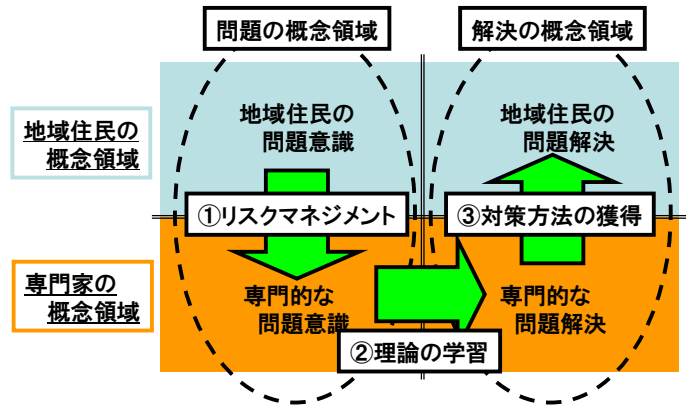 問題の概念領域
解決の概念領域
地域住民の
概念領域
地域住民の
問題意識
地域住民の
問題解決
①リスクマネジメント
③対策方法の獲得
専門家の
概念領域
専門的な
問題意識
専門的な
問題解決
②理論の学習